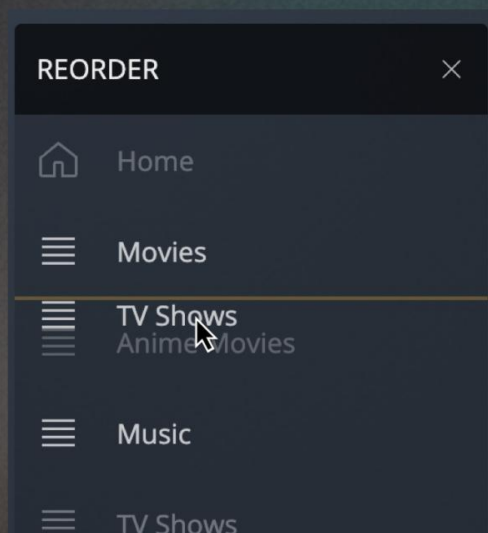 REORDER
Home
Movies
TV Shows
Anime Movies
Music
TV Shows